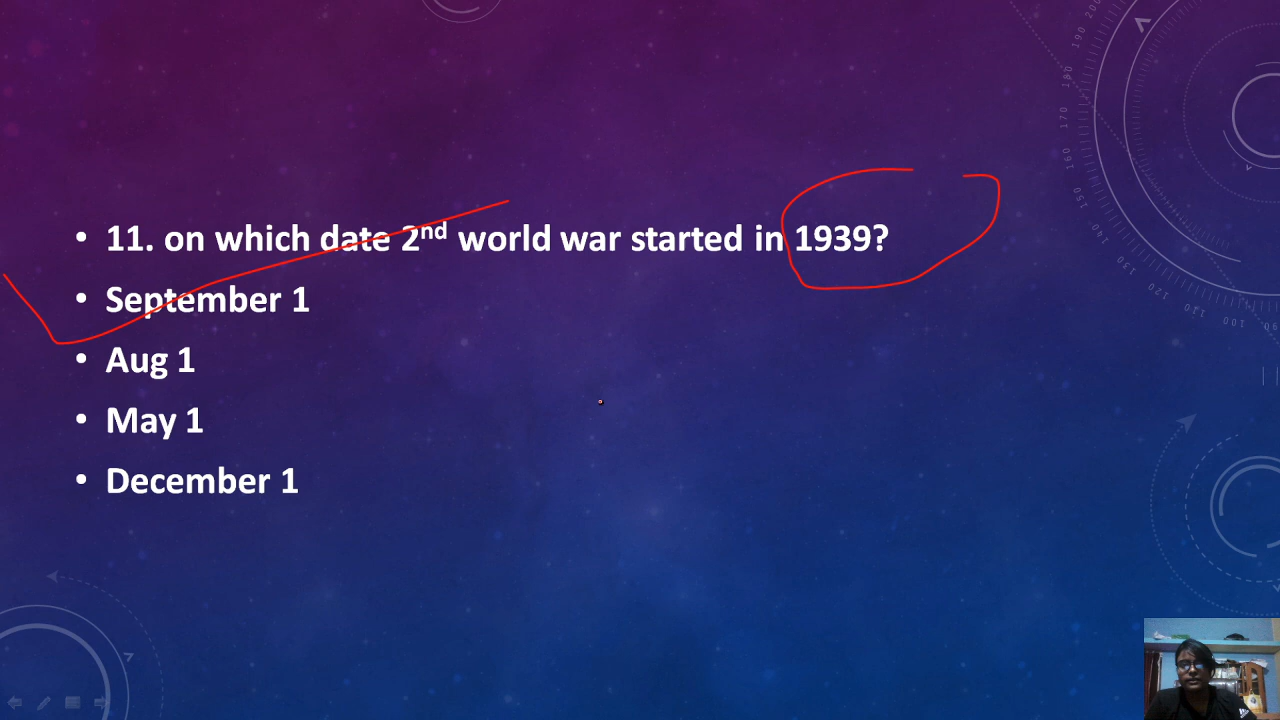 • 11. on which date 2nd world war started in 1939?
• September 1
• Aug 1
• May 1
• December 1